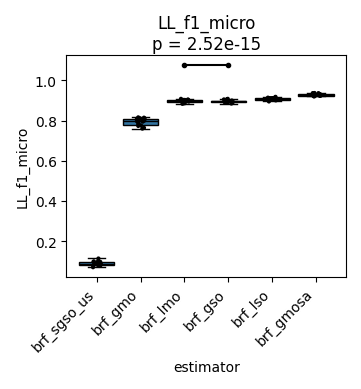 LL_f1_micro
p = 2.52e-15
LL_f1_micro
1.0
0.8
0.6
0.4
0.2
brf_sgso_us
brf_gmo
brf_lmo
brf_gso
brf_lso
brf_gmosa
estimator